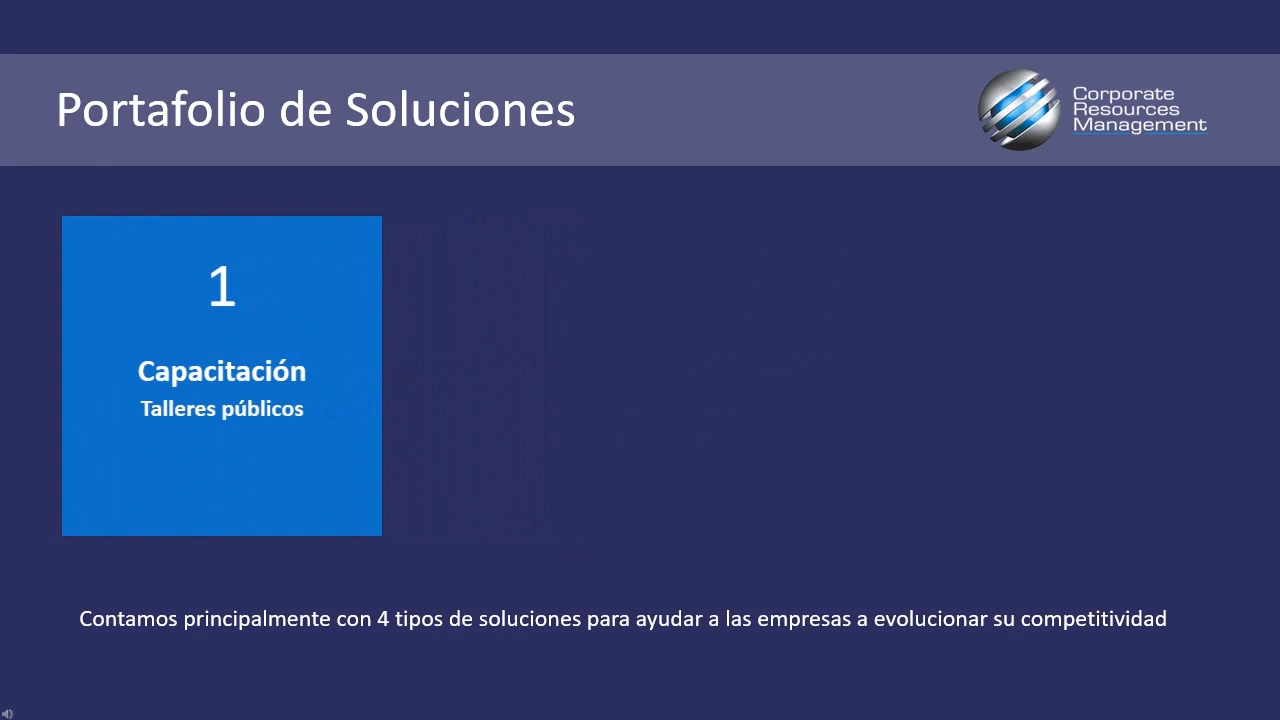 Portafolio de Soluciones
Corporate
Resources
Management
1
Capacitación
Talleres públicos
Contamos principalmente con 4 tipos de soluciones para ayudar a las empresas a evolucionar su competitividad